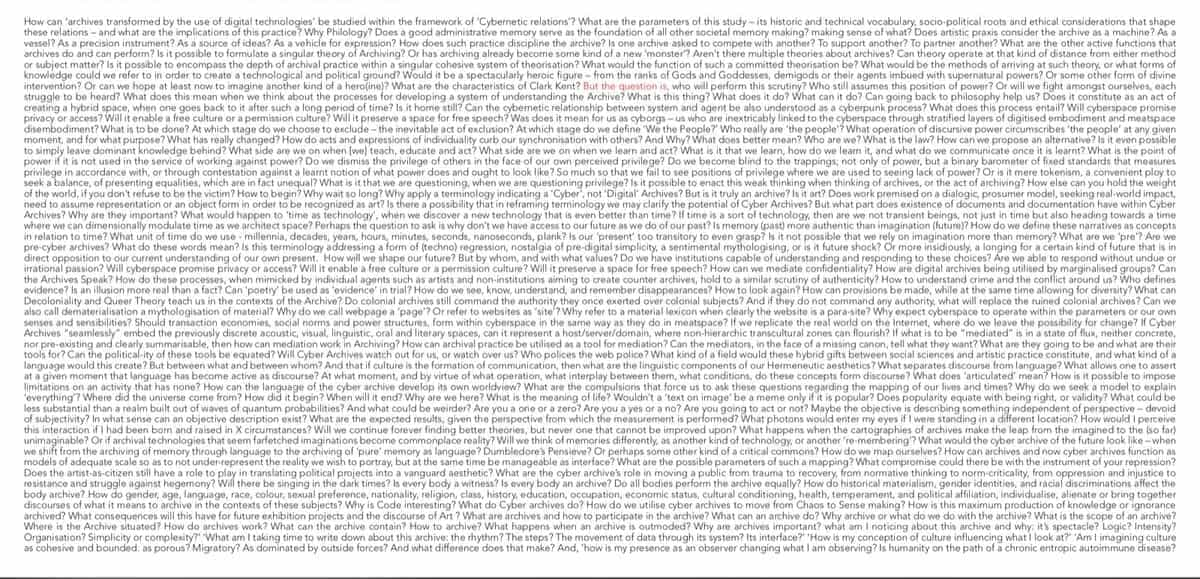 How can 'archives transformed by the use of digital technologies' be studied within the framework of 'Cybernetic relations'? What are the parameters of this study – its historic and technical vocabulary, socio-political roots and ethical considerations that shape
these relations – and what are the implications of this practice? Why Philology? Does a good administrative memory serve as the foundation of all other societal memory making? making sense of what? Does artistic praxis consider the archive as a machine? As a
vessel? As a precision instrument? As a source of ideas? As a vehicle for expression? How does such practice discipline the archive? Is one archive asked to compete with another? To support another? To partner another? What are the other active functions that
archives do and can perform? Is it possible to formulate a singular theory of Archiving? Or has archiving already become some kind of a new 'monster'? Aren't there multiple theories about archives? Can theory operate at that kind of distance from either method
or subject matter? Is it possible to encompass the depth of archival practice within a singular cohesive system of theorisation? What would the function of such a committed theorisation be? What would be the methods of arriving at such theory, or what forms of
knowledge could we refer to in order to create a technological and political ground? Would it be a spectacularly heroic figure – from the ranks of Gods and Goddesses, demigods or their agents imbued with supernatural powers? Or some other form of divine
intervention? Or can we hope at least now to imagine another kind of a hero(ine)? What are the characteristics of Clark Kent? But the question is, who will perform this scrutiny? Who still assumes this position of power? Or will we fight amongst ourselves, each
struggle to be heard? What does this mean when we think about the processes for developing a system of understanding the Archive? What is this thing? What does it do? What can it do? Can going back to philosophy help us? Does it constitute as an act of
creating a hybrid space, when one goes back to it after such a long period of time? Is it home still? Can the cybernetic relationship between system and agent be also understood as a cyberpunk process? What does this process entail? Will cyberspace promise
privacy or access? Will it enable a free culture or a permission culture? Will it preserve a space for free speech? Was does it mean for us as cyborgs – us who are inextricably linked to the cyberspace through stratified layers of digitised embodiment and meatspace
disembodiment? What is to be done? At which stage do we choose to exclude – the inevitable act of exclusion? At which stage do we define 'We the People?' Who really are 'the people'? What operation of discursive power circumscribes 'the people' at any given
moment, and for what purpose? What has really changed? How do acts and expressions of individuality curb our synchronisation with others? And Why? What does better mean? Who are we? What is the law? How can we propose an alternative? Is it even possible
to simply leave dominant knowledge behind? What side are we on when [we] teach, educate and act? What side are we on when we learn and act? What is it that we learn, how do we learn it, and what do we communicate once it is learnt? What is the point of
power if it is not used in the service of working against power? Do we dismiss the privilege of others in the face of our own perceived privilege? Do we become blind to the trappings; not only of power, but a binary barometer of fixed standards that measures
privilege in accordance with, or through contestation against a learnt notion of what power does and ought to look like? So much so that we fail to see positions of privilege where we are used to seeing lack of power? Or is it mere tokenism, a convenient ploy to
seek a balance, of presenting equalities, which are in fact unequal? What is it that we are questioning, when we are questioning privilege? Is it possible to enact this weak thinking when thinking of archives, or the act of archiving? How else can you hold the weight
of the world, if you don't refuse to be the victim? How to begin? Why wait so long? Why apply a terminology indicating a 'Cyber', not 'Digital' Archives? But is it truly an archive? Is it art? Does work premised on a dialogic, prosumer model, seeking real-world impact,
need to assume representation or an object form in order to be recognized as art? Is there a possibility that in reframing terminology we may clarify the potential of Cyber Archives? But what part does existence of documents and documentation have within Cyber
Archives? Why are they important? What would happen to 'time as technology', when we discover a new technology that is even better than time? If time is a sort of technology, then are we not transient beings, not just in time but also heading towards a time
where we can dimensionally modulate time as we architect space? Perhaps the question to ask is why don't we have access to our future as we do of our past? Is memory (past) more authentic than imagination (future)? How do we define these narratives as concepts
in relation to time? What unit of time do we use - millennia, decades, years, hours, minutes, seconds, nanoseconds, plank? Is our 'present' too transitory to even grasp? Is it not possible that we rely on imagination more than memory? What are we 'pre'? Are we
pre-cyber archives? What do these words mean? Is this terminology addressing a form of (techno) regression, nostalgia of pre-digital simplicity, a sentimental mythologising, or is it future shock? Or more insidiously, a longing for a certain kind of future that is in
direct opposition to our current understanding of our own present. How will we shape our future? But by whom, and with what values? Do we have institutions capable of understanding and responding to these choices? Are we able to respond without undue or
irrational passion? Will cyberspace promise privacy or access? Will it enable a free culture or a permission culture? Will it preserve a space for free speech? How can we mediate confidentiality? How are digital archives being utilised by marginalised groups? Can
the Archives Speak? How do these processes, when mimicked by individual agents such as artists and non-institutions aiming to create counter archives, hold to a similar scrutiny of authenticity? How to understand crime and the conflict around us? Who defines
evidence? Is an illusion more real than a fact? Can 'poetry' be used as 'evidence' in trial? How do we see, know, understand, and remember disappearances? How to look again? How can provisions be made, while at the same time allowing for diversity? What can
Decoloniality and Queer Theory teach us in the contexts of the Archive? Do colonial archives still command the authority they once exerted over colonial subjects? And if they do not command any authority, what will replace the ruined colonial archives? Can we
also call dematerialisation a mythologisation of material? Why do we call webpage a 'page'? Or refer to websites as 'site'? Why refer to a material lexicon when clearly the website is a para-site? Why expect cyberspace to operate within the parameters or our own
senses and sensibilities? Should transaction economies, social norms and power structures, form within cyberspace in the same way as they do in meatspace? If we replicate the real world on the Internet, where do we leave the possibility for change? If Cyber
Archives "seamlessly" embed the previously discrete acoustic, visual, linguistic, oral and literary spaces, can it represent a host/server/domain, where non-hierarchic transcultural zones can flourish? If what is to be "mediated" is in a state of flux, neither concrete,
nor pre-existing and clearly summarisable, then how can mediation work in Archiving? How can archival practice be utilised as a tool for mediation? Can the mediators, in the face of a missing canon, tell what they want? What are they going to be and what are their
tools for? Can the political-ity of these tools be equated? Will Cyber Archives watch out for us, or watch over us? Who polices the web police? What kind of a field would these hybrid gifts between social sciences and artistic practice constitute, and what kind of a
language would this create? But between what and between whom? And that if culture is the formation of communication, then what are the linguistic components of our Hermeneutic aesthetics? What separates discourse from language? What allows one to assert
at a given moment that language has become active as discourse? At what moment, and by virtue of what operation, what interplay between them, what conditions, do these concepts form discourse? What does 'articulated' mean? How is it possible to impose
limitations on an activity that has none? How can the language of the cyber archive develop its own worldview? What are the compulsions that force us to ask these questions regarding the mapping of our lives and times? Why do we seek a model to explain
'everything'? Where did the universe come from? How did it begin? When will it end? Why are we here? What is the meaning of life? Wouldn't a 'text on image' be a meme only if it is popular? Does popularity equate with being right, or validity? What could be
less substantial than a realm built out of waves of quantum probabilities? And what could be weirder? Are you a one or a zero? Are you a yes or a no? Are you going to act or not? Maybe the objective is describing something independent of perspective – devoid
of subjectivity? In what sense can an objective description exist? What are the expected results, given the perspective from which the measurement is performed? What photons would enter my eyes if I were standing in a different location? How would I perceive
this interaction if I had been born and raised in X circumstances? Will we continue forever finding better theories, but never one that cannot be improved upon? What happens when the cartographies of archives make the leap from the imagined to the (so far)
unimaginable? Or if archival technologies that seem farfetched imaginations become commonplace reality? Will we think of memories differently, as another kind of technology, or another 're-membering'? What would the cyber archive of the future look like – when
we shift from the archiving of memory through language to the archiving of 'pure' memory as language? Dumbledore's Pensieve? Or perhaps some other kind of a critical commons? How do we map ourselves? How can archives and now cyber archives function as
models of adequate scale so as to not under-represent the reality we wish to portray, but at the same time be manageable as interface? What are the possible parameters of such a mapping? What compromise could there be with the instrument of your repression?
Does the artist-as-citizen still have a role to play in translating political projects into a vanguard aesthetic? What are the cyber archive's role in moving a public from trauma to recovery, from normative thinking to norm-criticality, from oppression and injustice to
resistance and struggle against hegemony? Will there be singing in the dark times? Is every body a witness? Is every body an archive? Do all bodies perform the archive equally? How do historical materialism, gender identities, and racial discriminations affect the
body archive? How do gender, age, language, race, colour, sexual preference, nationality, religion, class, history, education, occupation, economic status, cultural conditioning, health, temperament, and political affiliation, individualise, alienate or bring together
discourses of what it means to archive in the contexts of these subjects? Why is Code interesting? What do Cyber archives do? How do we utilise cyber archives to move from Chaos to Sense making? How is this maximum production of knowledge or ignorance
archived? What consequences will this have for future exhibition projects and the discourse of Art ? What are archives and how to participate in the archive? What can an archive do? Why archive or what do we do with the archive? What is the scope of an archive?
Where is the Archive situated? How do archives work? What can the archive contain? How to archive? What happens when an archive is outmoded? Why are archives important? what am I noticing about this archive and why: it's spectacle? Logic? Intensity?
Organisation? Simplicity or complexity?' 'What am I taking time to write down about this archive: the rhythm? The steps? The movement of data through its system? Its interface?' 'How is my conception of culture influencing what I look at?' 'Am I imagining culture
as cohesive and bounded. as porous? Migratory? As dominated by outside forces? And what difference does that make? And, 'how is my presence as an observer changing what I am observing? Is humanity on the path of a chronic entropic autoimmune disease?